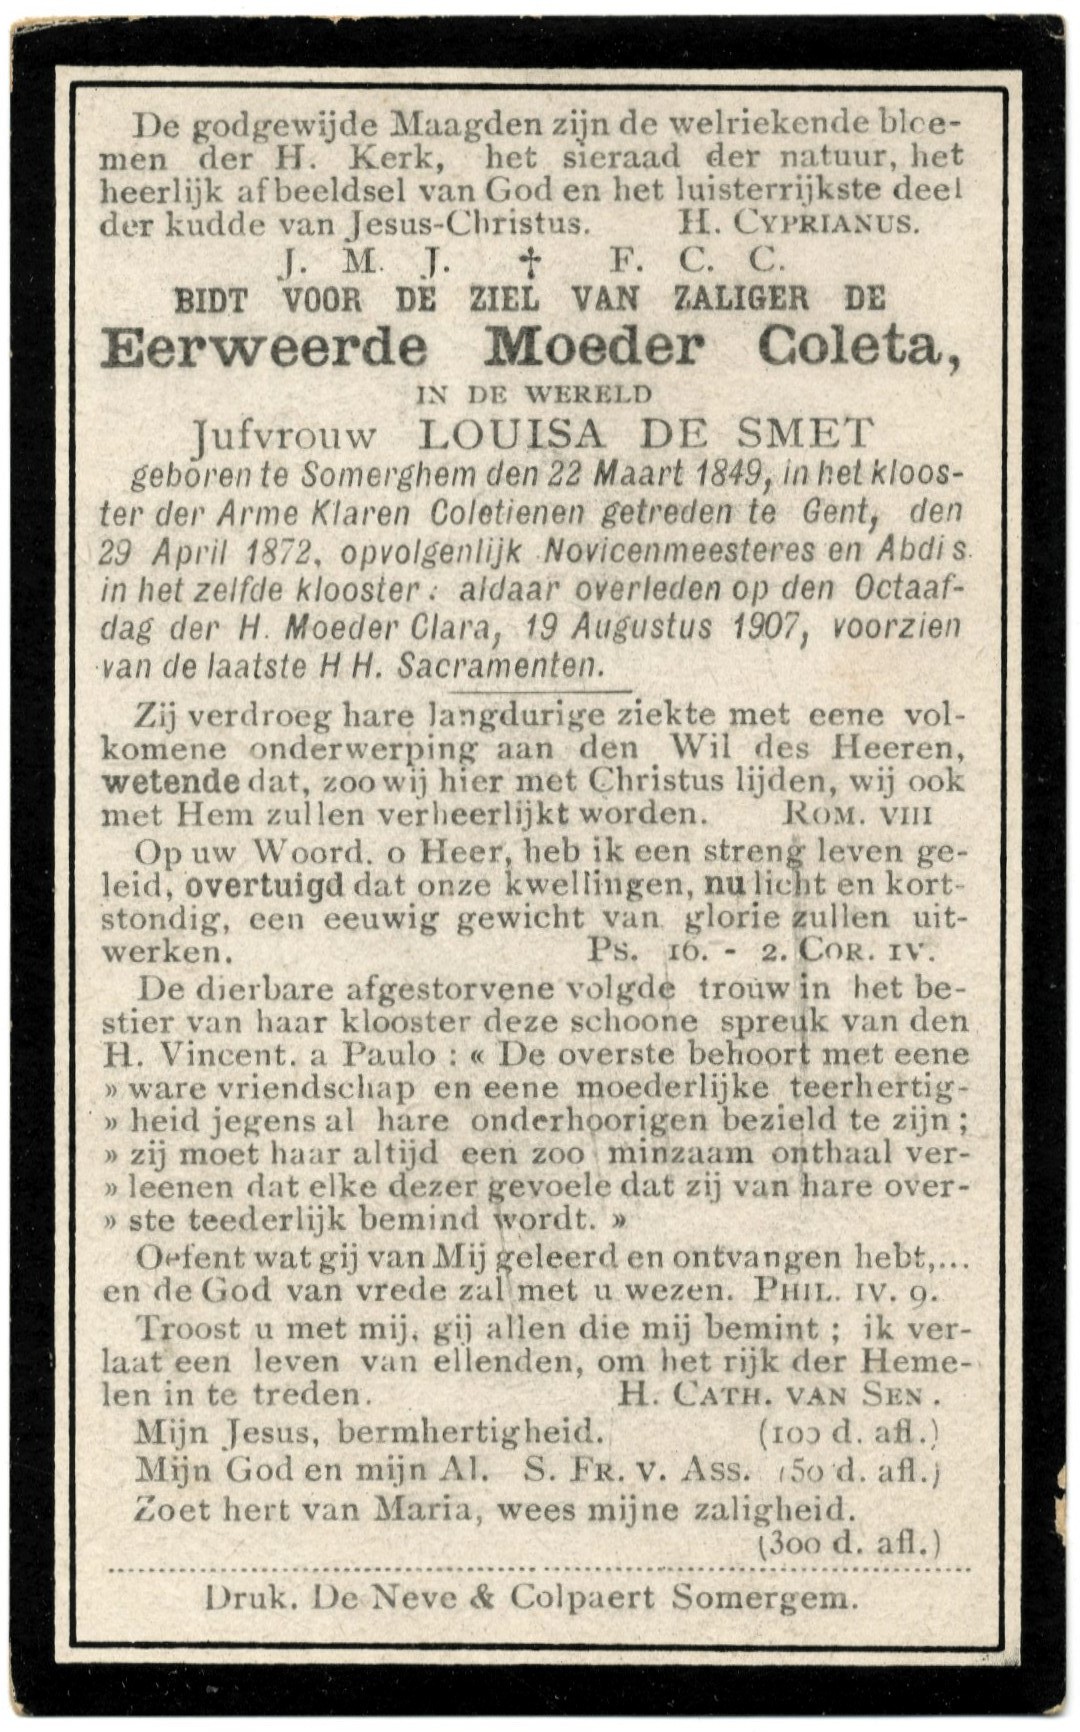 De godgewijde Maagden zijn de welriekende bloe-
men der H. Kerk, het sieraad der natuur, het
heerlijk afbeeldsel van God en het luisterrijkste deel
der kudde van Jesus-Christus. H. CYPRIANUS.
J. M. J. † F. C. C.
BIDT VOOR DE ZIEL VAN ZALIGER DE
Eerweerde Moeder Coleta,
IN DE WERELD
Jufvrouw LOUISA DE SMET
geboren te Somerghem den 22 Maart 1849, in het kloos-
ter der Arme Klaren Coletienen getreden te Gent, den
29 April 1872, opvolgenlijk Novicenmeesteres en Abdis
in het zelfde klooster: aldaar overleden op den Octaaf-
dag der H. Moeder Clara, 19 Augustus 1907, voorzien
van de laatste HH. Sacramenten.
Zij verdroeg hare langdurige ziekte met eene vol-
komene onderwerping aan den Wil des Heeren,
wetende dat, zoo wij hier met Christus lijden, wij ook
met Hem zullen verheerlijkt worden. ROM. VIII
Op uw Woord. o Heer, heb ik een streng leven ge-
leid, overtuigd dat onze kwellingen, nu licht en kort-
stondig, een eeuwig gewicht van glorie zullen uit-
werken. Ps. 16. - 2. COR. IV.
De dierbare afgestorvene volgde trouw in het be-
stier van haar klooster deze schoone spreuk van den
H. Vincent. a Paulo : « De overste behoort met eene
» ware vriendschap en eene moederlijke teerhertig-
» heid jegens al hare onderhoorigen bezield te zijn ;
» zij moet haar altijd een zoo minzaam onthaal ver-
» leenen dat elke dezer gevoele dat zij van hare over-
» ste teederlijk bemind wordt. »
Oefent wat gij van Mij geleerd en ontvangen hebt,...
en de God van vrede zal met u wezen. PHIL. IV. 9.
Troost u met mij, gij allen die mij bemint ; ik ver-
laat een leven van ellenden, om het rijk der Heme-
len in te treden. H. CATH. VAN SEN.
Mijn Jesus, bermhertigheid. (100 d. afl.)
Mijn God en mijn Al. S. FR. V. ASS. (50 d. afl.)
Zoet hert van Maria, wees mijne zaligheid.
(300 d. afl.)
Druk. De Neve & Colpaert Somergem.